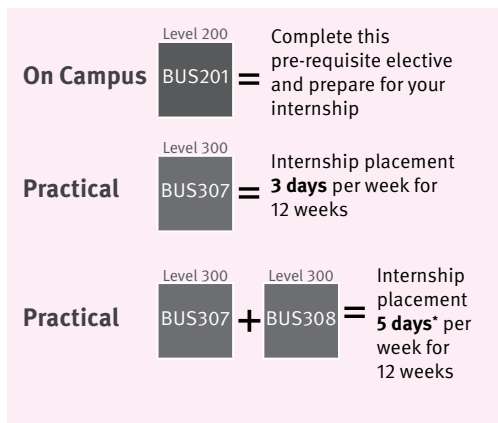 Level 200
On Campus
BUS201
=
Complete this
pre-requisite elective
and prepare for your
internship
Level 300
Practical
BUS307
=
Internship placement
3 days per week for
12 weeks
Level 300
Level 300
Practical
BUS307
+
BUS308
=
Internship
placement
5 days* per
week for
12 weeks